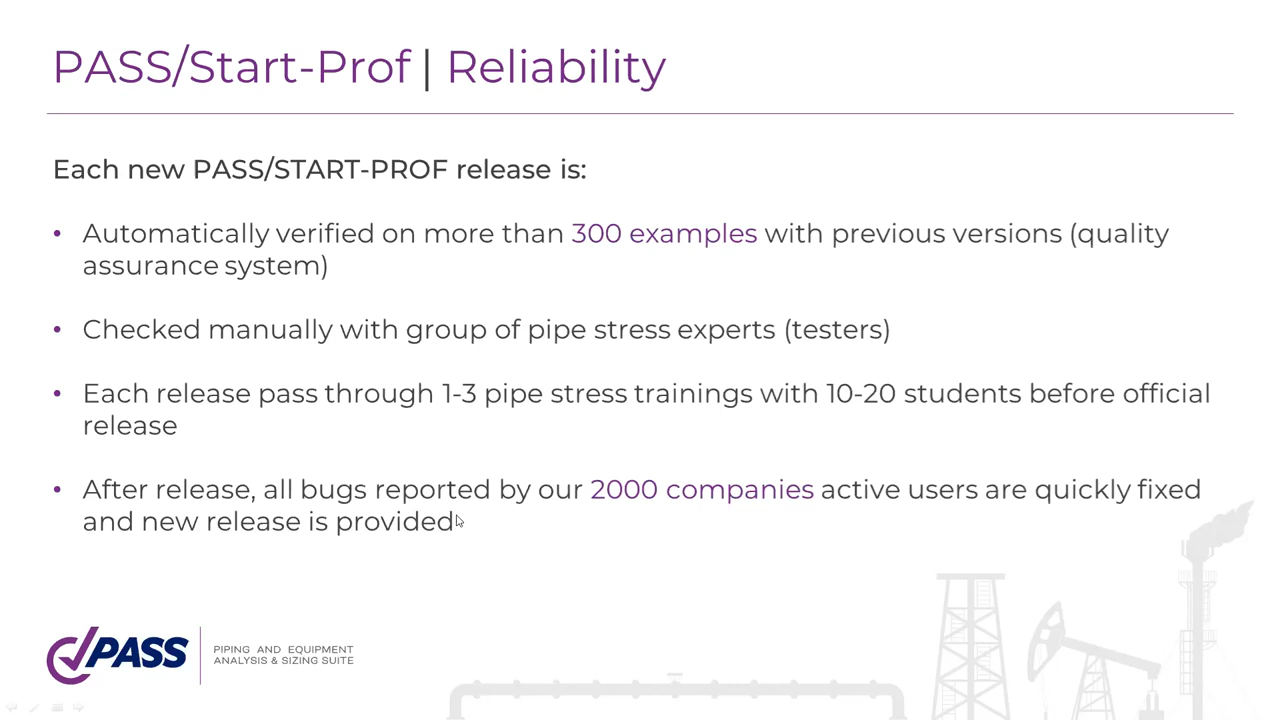 PASS/Start-Prof | Reliability
Each new PASS/START-PROF release is:
• Automatically verified on more than 300 examples with previous versions (quality
assurance system)
• Checked manually with group of pipe stress experts (testers)
• Each release pass through 1-3 pipe stress trainings with 10-20 students before official
release
• After release, all bugs reported by our 2000 companies active users are quickly fixed
and new release is provided
PASS
PIPING AND EQUIPMENT
ANALYSIS & SIZING SUITE